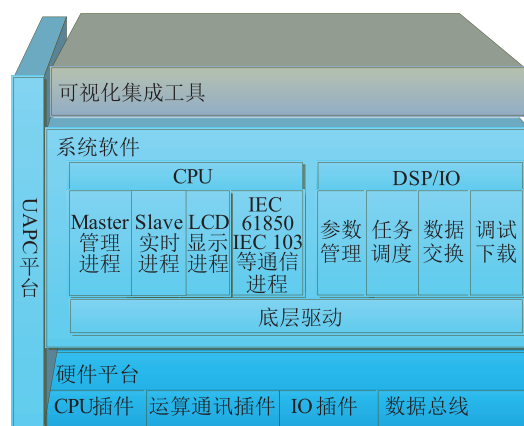 可视化集成工具
UAPC平台
系统软件
CPU
Master
管理
进程
Slave
实时
进程
LCD
显示
进程
IEC
61850
IEC 103
等通信
进程
DSP/IO
参数
管理
任务
调度
数据
交换
调试
下载
底层驱动
硬件平台
CPU插件
运算通讯插件
IO插件
数据总线